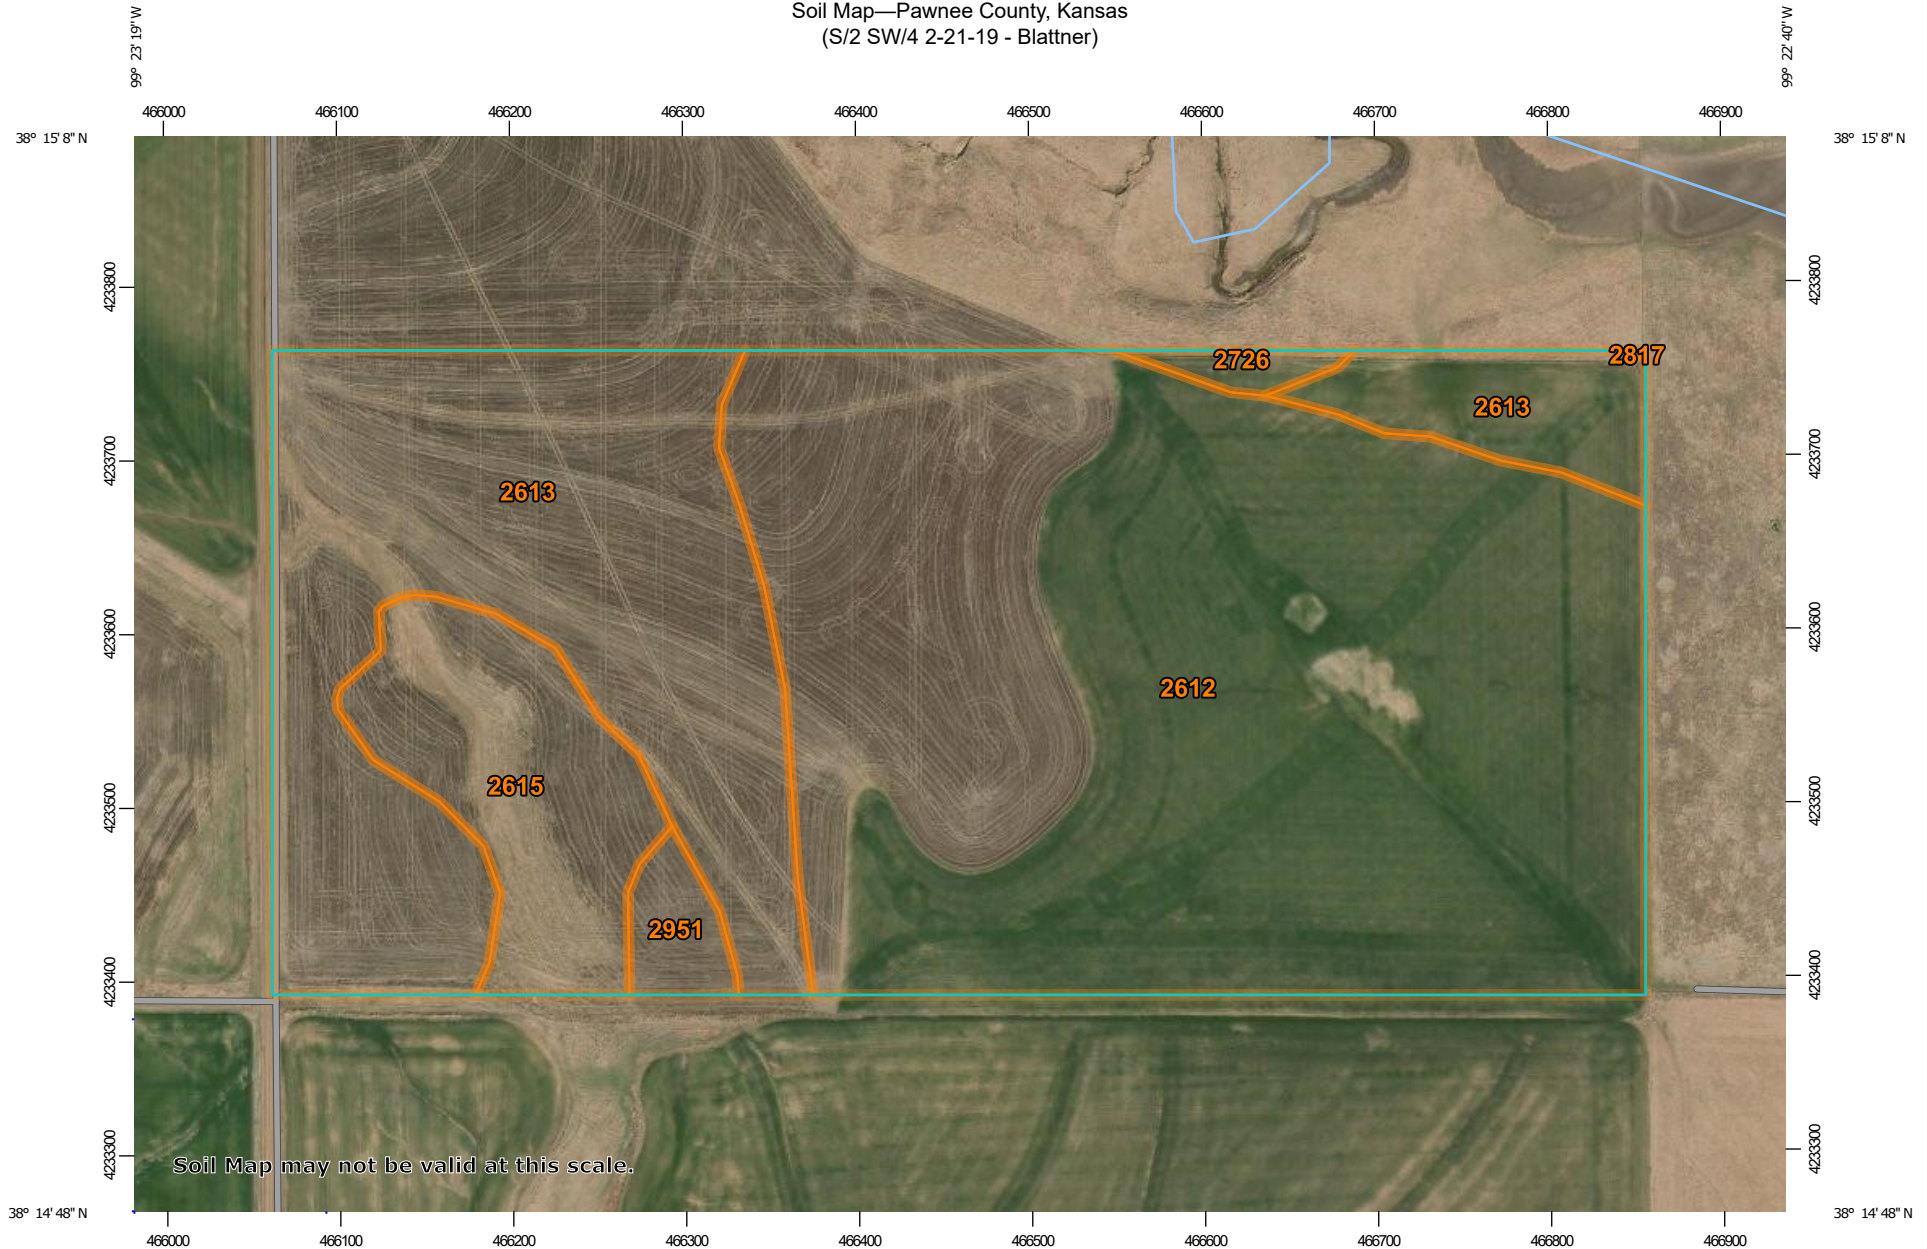 Soil Map—Pawnee County, Kansas
(S/2 SW/4 2-21-19 - Blattner)
99° 23' 19'' W
99° 22' 40'' W
466000 466100 466200 466300 466400 466500 466600 466700 466800 466900
38° 15' 8'' N
38° 15' 8'' N
4233800
4233800
2726
2817
2613
4233700
4233700
2613
4233600
4233600
2612
2615
4233500
4233500
2951
4233400
4233400
4233300
4233300
Soil Map may not be valid at this scale.
38° 14' 48'' N
38° 14' 48'' N
466000 466100 466200 466300 466400 466500 466600 466700 466800 466900